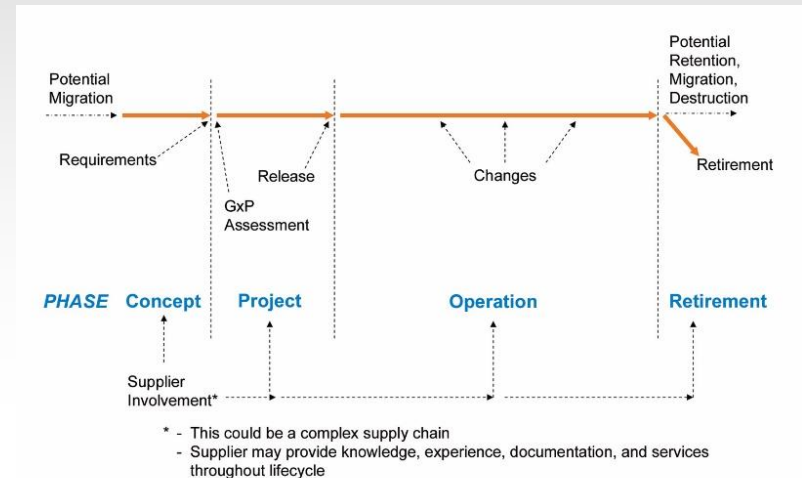 Potential
Migration
Potential
Retention,
Migration,
Destruction
Requirements
Release
GxP
Assessment
Changes
Retirement
PHASE Concept Project Operation Retirement
Supplier
Involvement*
* - This could be a complex supply chain
- Supplier may provide knowledge, experience, documentation, and services
throughout lifecycle